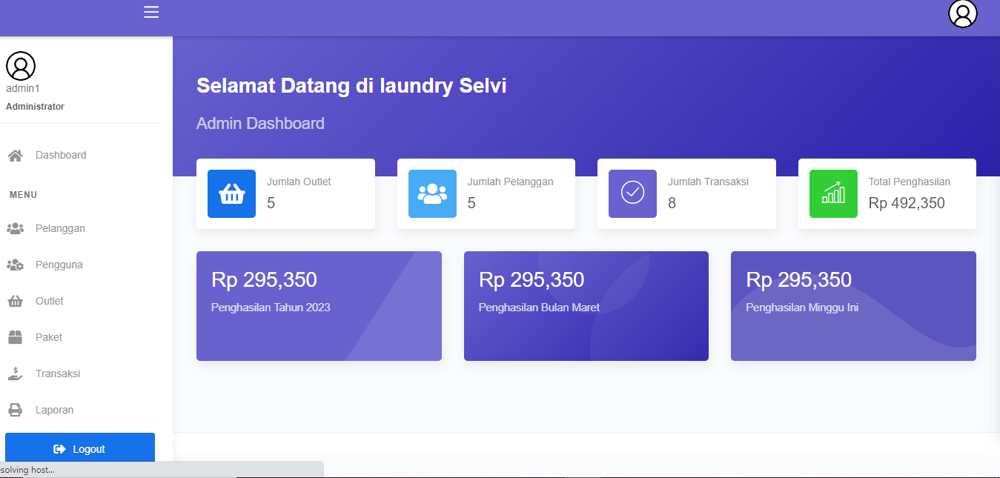 admin1
Administrator
Dashboard
MENU
Pelanggan
Pengguna
Outlet
Paket
Transaksi
Laporan
Logout
Selamat Datang di laundry Selvi
Admin Dashboard
Jumlah Outlet
5
Jumlah Pelanggan
5
Jumlah Transaksi
8
Total Penghasilan
Rp 492,350
Rp 295,350
Penghasilan Tahun 2023
Rp 295,350
Penghasilan Bulan Maret
Rp 295,350
Penghasilan Minggu Ini
esolving host...